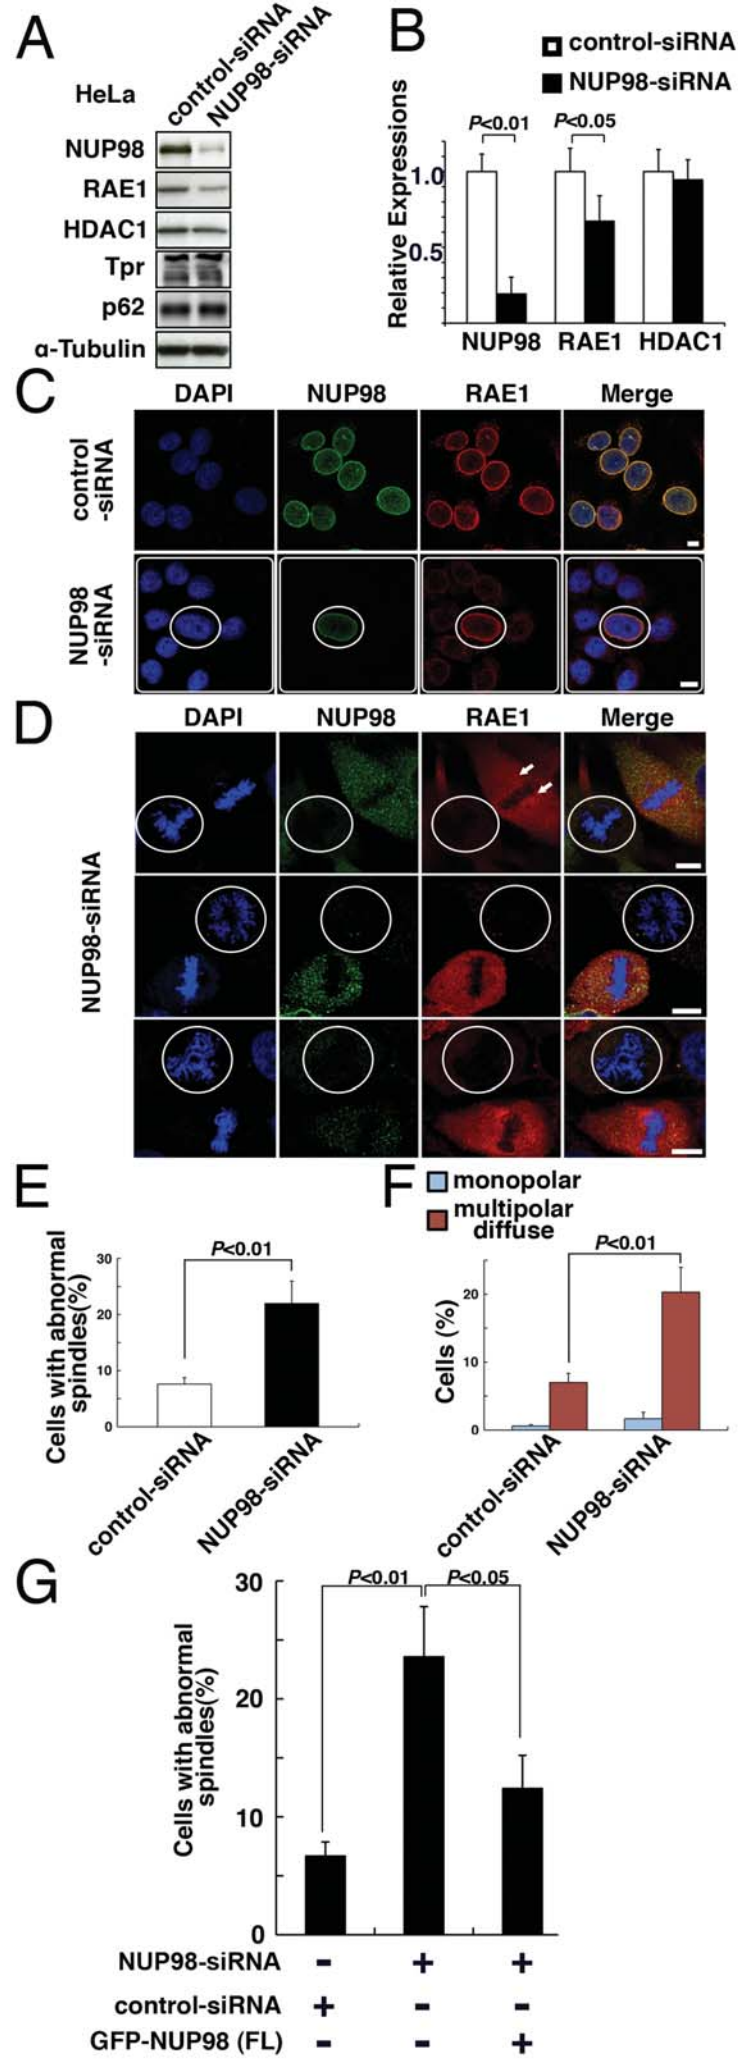 A
control-siRNA
NUP98-siRNA
HeLa
NUP98
RAE1
HDAC1
Tpr
p62
α-Tubulin
B
control-siRNA
NUP98-siRNA
P<0.01
P<0.05
Relative Expressions
1.0
0.5
NUP98 RAE1 HDAC1
C
DAPI NUP98 RAE1 Merge
control
-siRNA
NUP98
-siRNA
D
DAPI NUP98 RAE1 Merge
NUP98-siRNA
E
P<0.01
Cells with abnormal
spindles(%)
30
20
10
0
control-siRNA
NUP98-siRNA
F
monopolar
multipolar
diffuse
P<0.01
Cells (%)
20
10
0
control-siRNA
NUP98-siRNA
G
P<0.01 P<0.05
Cells with abnormal
spindles(%)
30
20
10
0
NUP98-siRNA - + +
control-siRNA + - -
GFP-NUP98 (FL) - - +